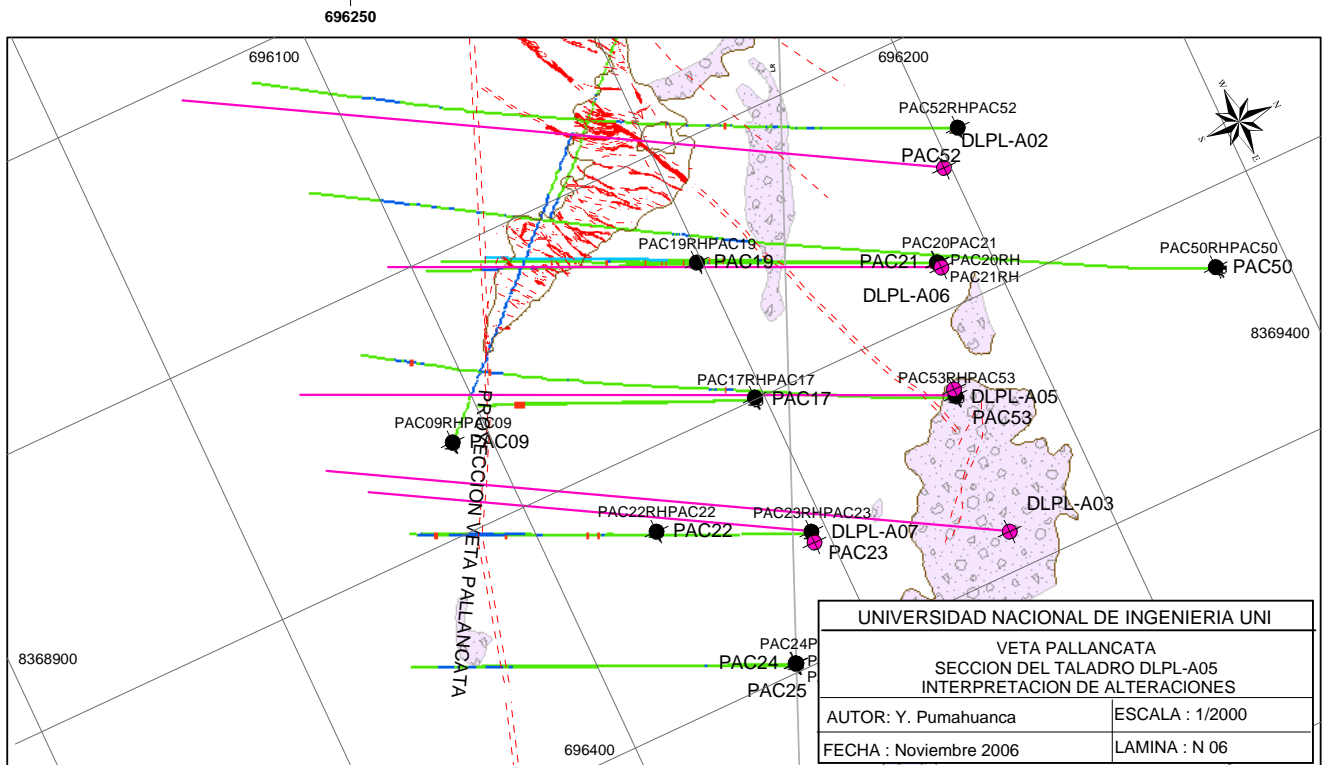 696250
696100
696200
LR
W
N
S
E
PAC52RHPAC52
DLPL-A02
PAC52
PAC19RHPAC19
PAC19
PAC20PAC21
PAC21
PAC20RH
PAC21RH
DLPL-A06
PAC50RHPAC50
PAC50
8369400
PAC17RHPAC17
PAC17
PAC53RHPAC53
DLPL-A05
PAC53
PAC09RHPAC09
PAC09
PROYECCION VETA PALLANCATA
DLPL-A03
PAC22RHPAC22
PAC22
PAC23RHPAC23
DLPL-A07
PAC23
8368900
PAC24P
PAC24
P
P
PAC25
696400
UNIVERSIDAD NACIONAL DE INGENIERIA UNI
VETA PALLANCATA
SECCION DEL TALADRO DLPL-A05
INTERPRETACION DE ALTERACIONES
AUTOR: Y. Pumahuanca
ESCALA : 1/2000
FECHA : Noviembre 2006
LAMINA : N 06